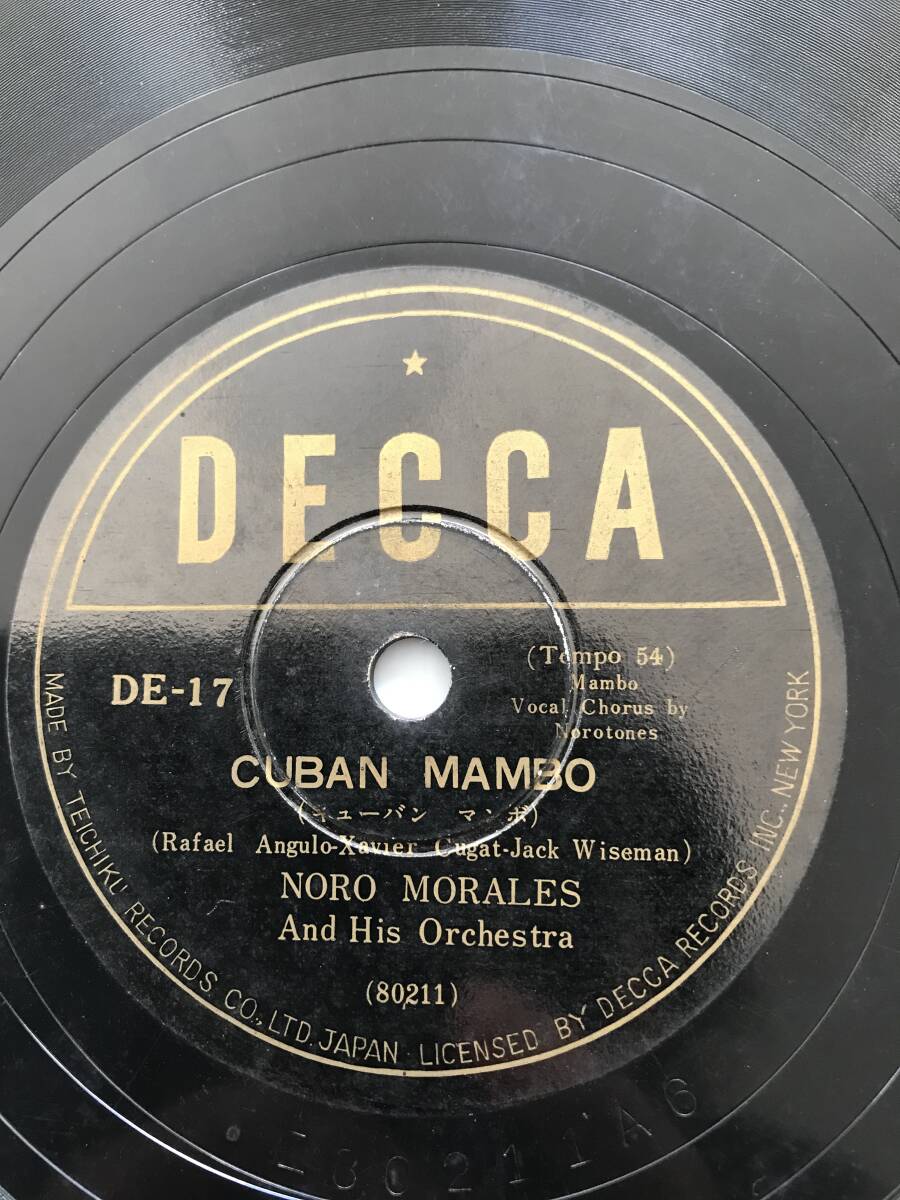 DECCA
DE-17
(Tempo 54)
Mambo
Vocal Chorus by
Norotones
CUBAN MAMBO
(キューバン マンボ)
(Rafael Angulo-Xavier Cugat-Jack Wiseman)
NORO MORALES
And His Orchestra
(80211)
MADE BY TEICHIKU RECORDS CO., LTD. JAPAN LICENSED BY DECCA RECORDS INC., NEW YORK
80211A6